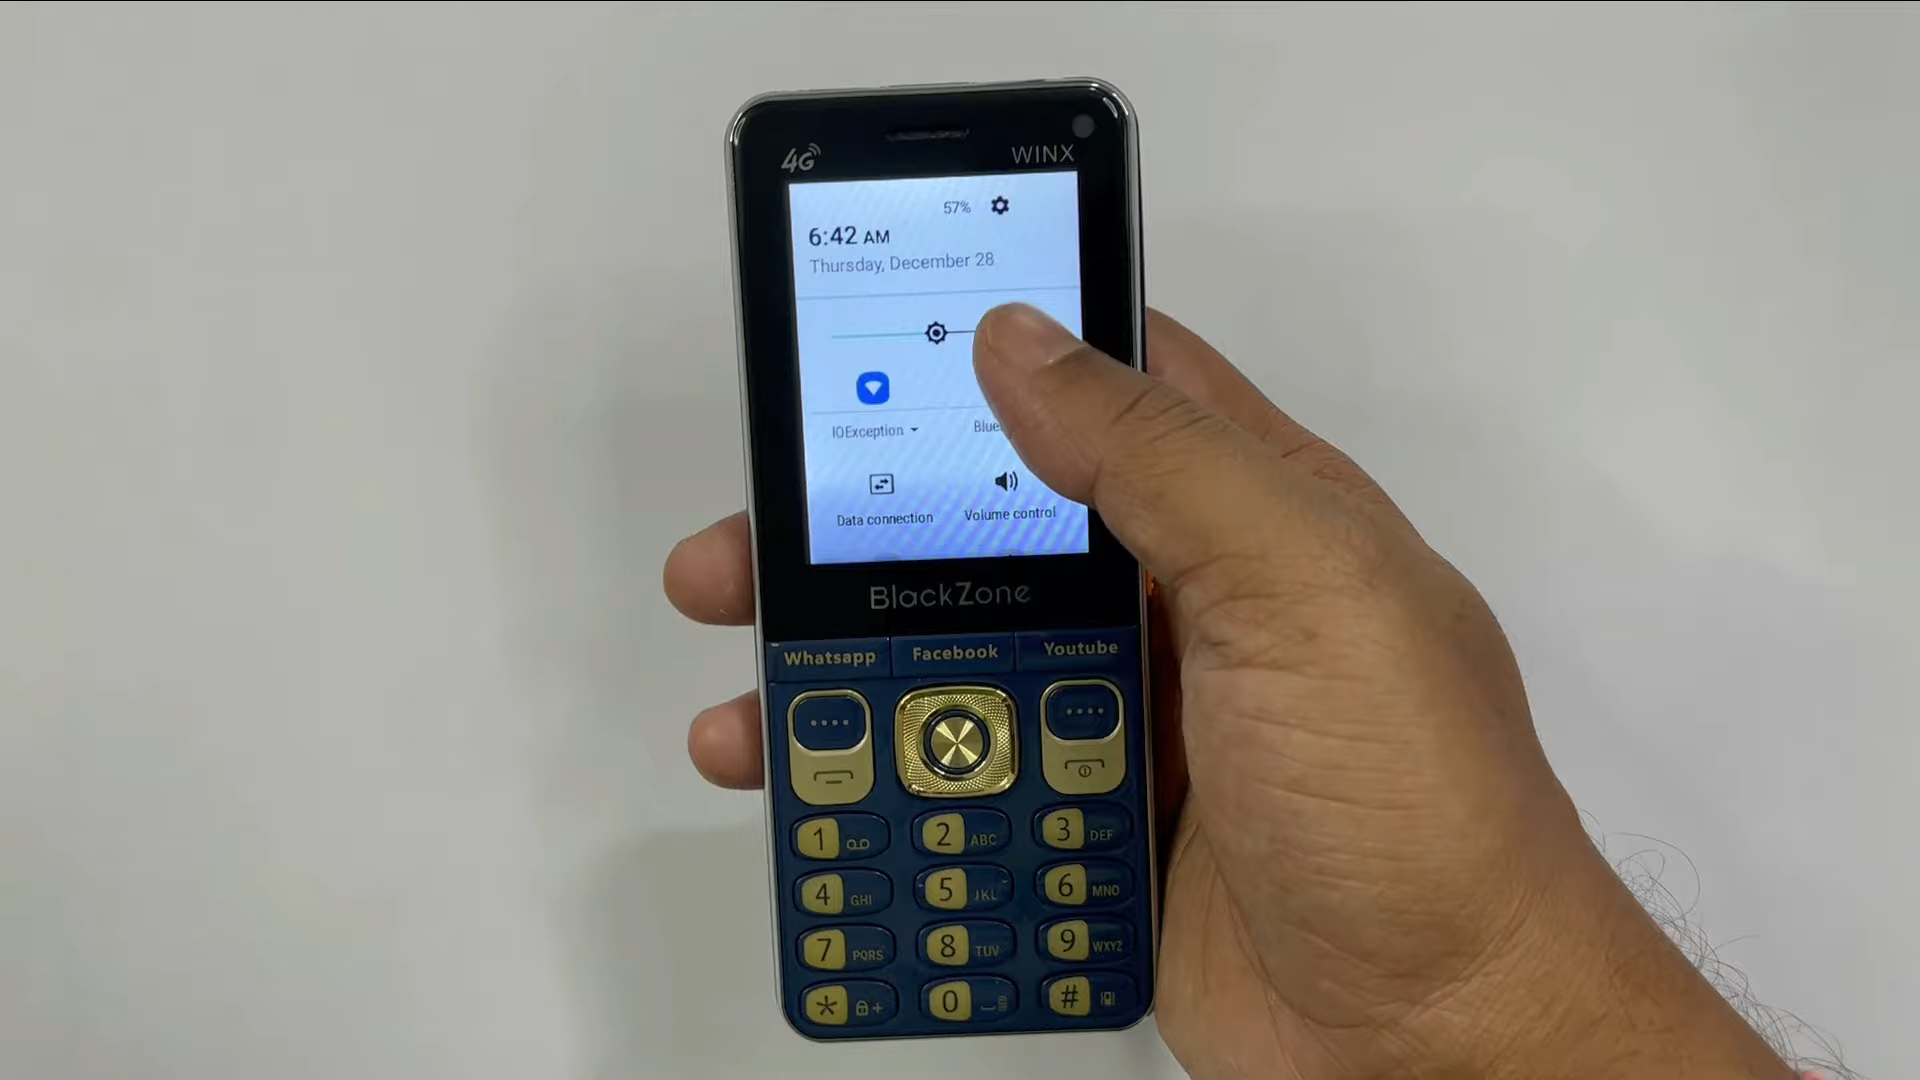 4G
WINX
57%
6:42 AM
Thursday, December 28
IOException
Data connection
Volume control
BlackZone
Whatsapp Facebook Youtube
1 2 ABC 3 DEF
4 GHI 5 JKL 6 MNO
7 PQRS 8 TUV 9 WXYZ
* + 0 #